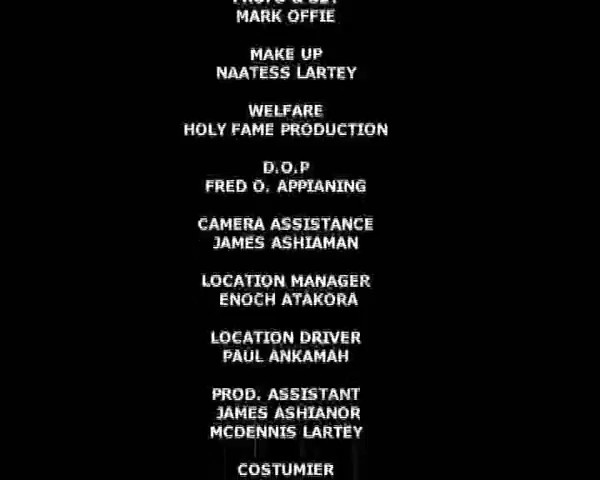 MARK OFFIE
MAKE UP
NAATESS LARTEY
WELFARE
HOLY FAME PRODUCTION
D.O.P
FRED O. APPIANING
CAMERA ASSISTANCE
JAMES ASHIAMAN
LOCATION MANAGER
ENOCH ATAKORA
LOCATION DRIVER
PAUL ANKAMAH
PROD. ASSISTANT
JAMES ASHIANOR
MCDENNIS LARTEY
COSTUMIER